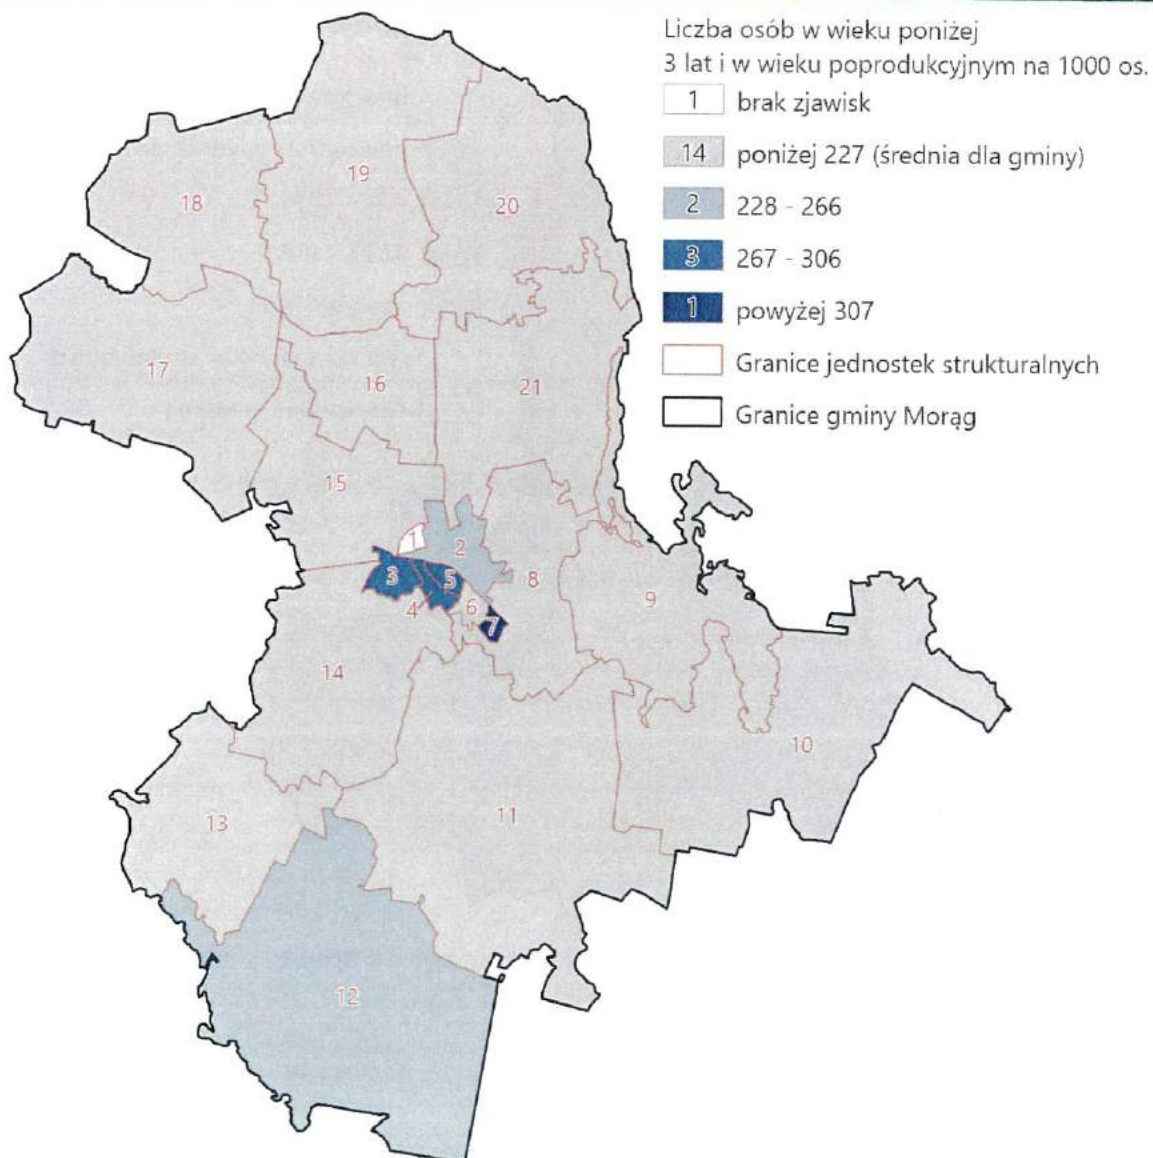 Liczba osób w wieku poniżej
3 lat i w wieku poprodukcyjnym na 1000 os.
1 brak zjawisk
14 poniżej 227 (średnia dla gminy)
2 228 - 266
3 267 - 306
1 powyżej 307
Granice jednostek strukturalnych
Granice gminy Morąg
19
18
20
17
16
21
15
1
2
3
5
8
6
9
4
7
14
10
11
13
12